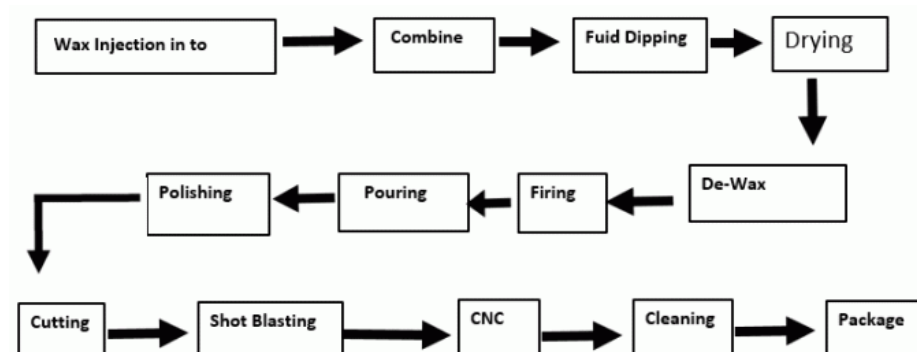 Wax Injection in to
Combine
Fuid Dipping
Drying
De-Wax
Firing
Pouring
Polishing
Cutting
Shot Blasting
CNC
Cleaning
Package